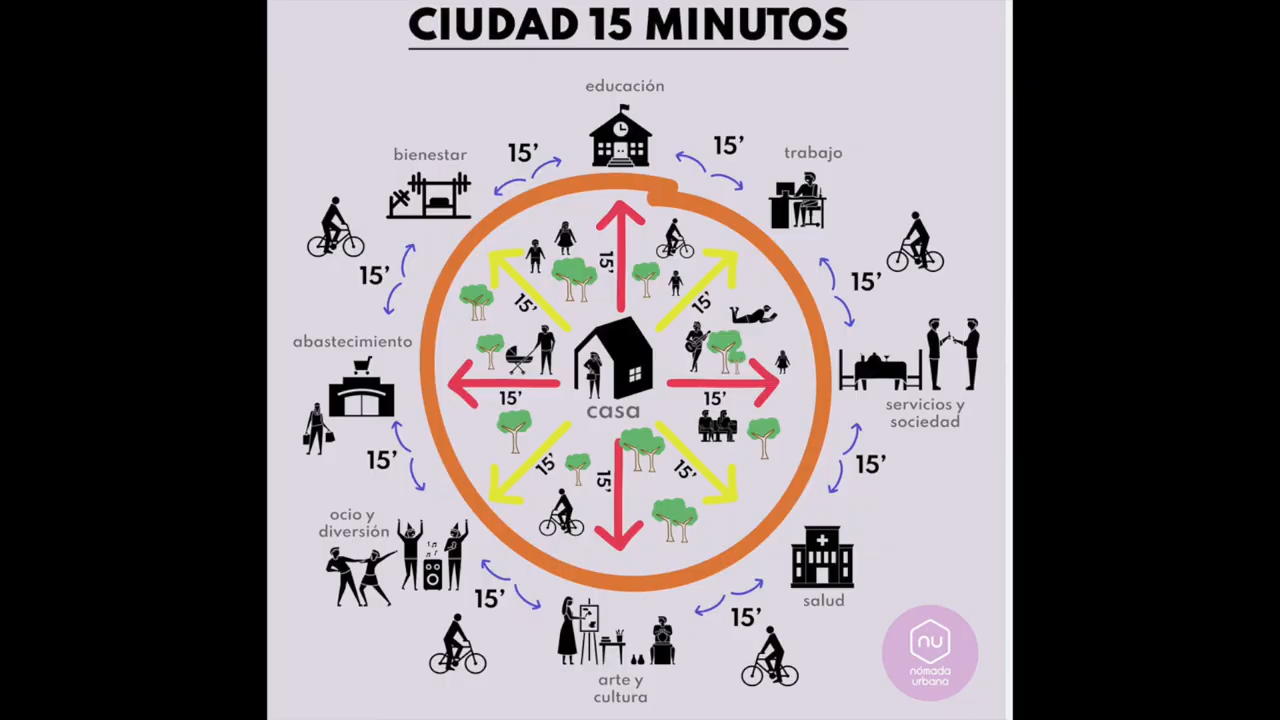 CIUDAD 15 MINUTOS
educación
15’
15’
bienestar
trabajo
15’
15’
15’
15’
15’
abastecimiento
15’
15’
casa
servicios y
sociedad
15’
15’
15’
15’
15’
ocio y
diversión
15’
15’
salud
arte y
cultura
nu
nómada
urbana